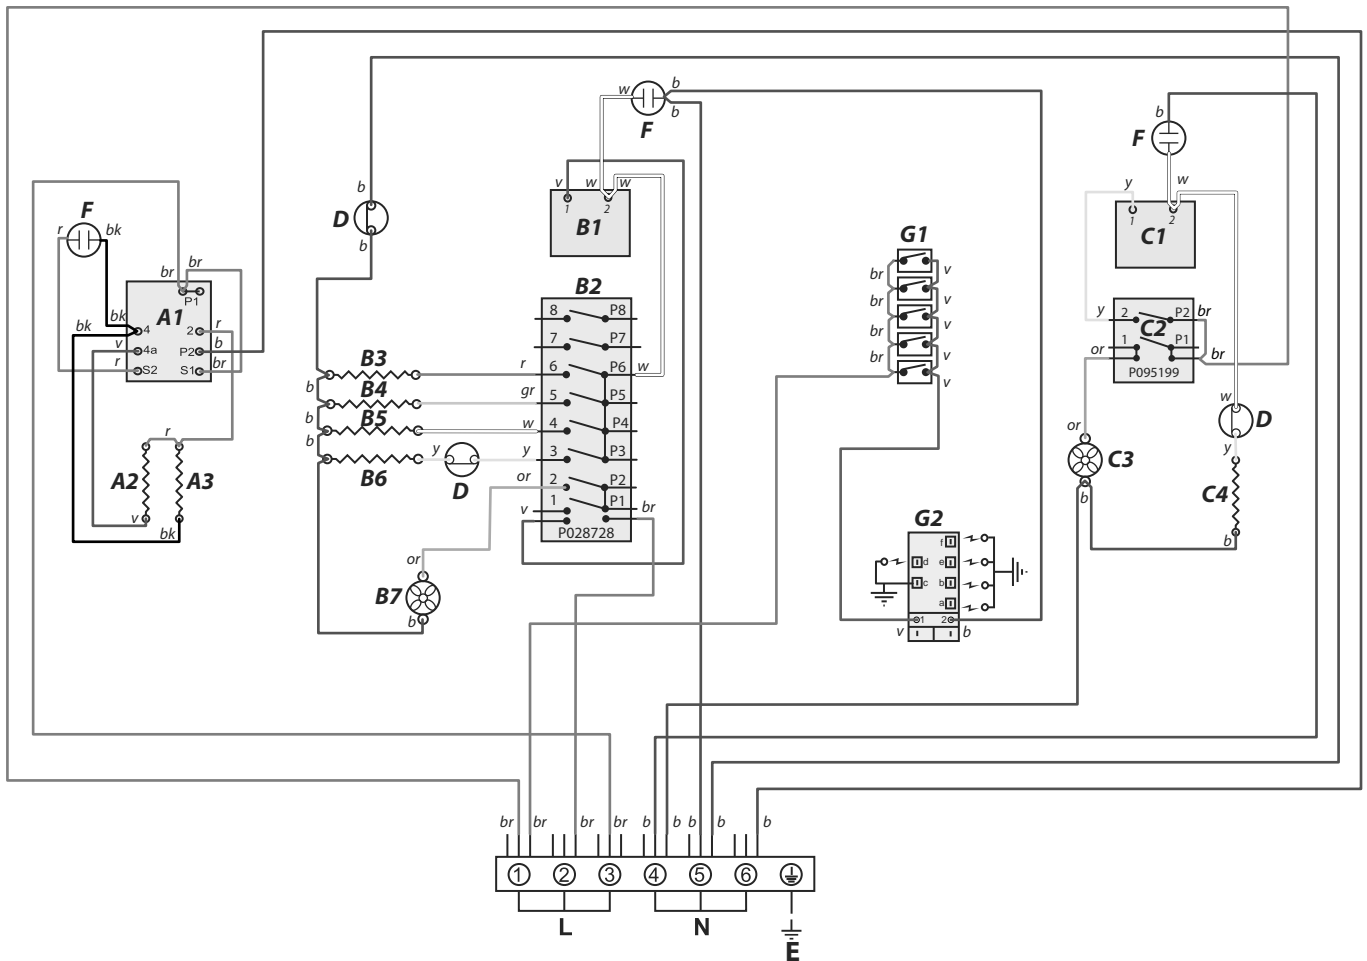 b
w
F
b
b
F
y
w
1
2
C1
b
D
b
v
w
w
1
2
B1
F
r
bk
br
br
P1
A1
bk
bk
4
2
r
v
4a
P2
b
r
S2
S1
br
G1
br
v
br
v
br
v
br
v
v
B2
8
P8
7
P7
B3
r
6
P6
w
b
B4
gr
5
P5
b
B5
w
4
P4
b
B6
y
D
y
3
P3
or
2
P2
v
1
P1
br
P028728
y
2
P2
br
C2
or
1
P1
br
P095199
w
D
or
C3
y
C4
b
b
r
A2
A3
v
bk
or
B7
b
G2
f
d
e
c
b
a
1
2
v
b
br
br
br
br
b
b
b
b
b
1
2
3
4
5
6
L
N
E